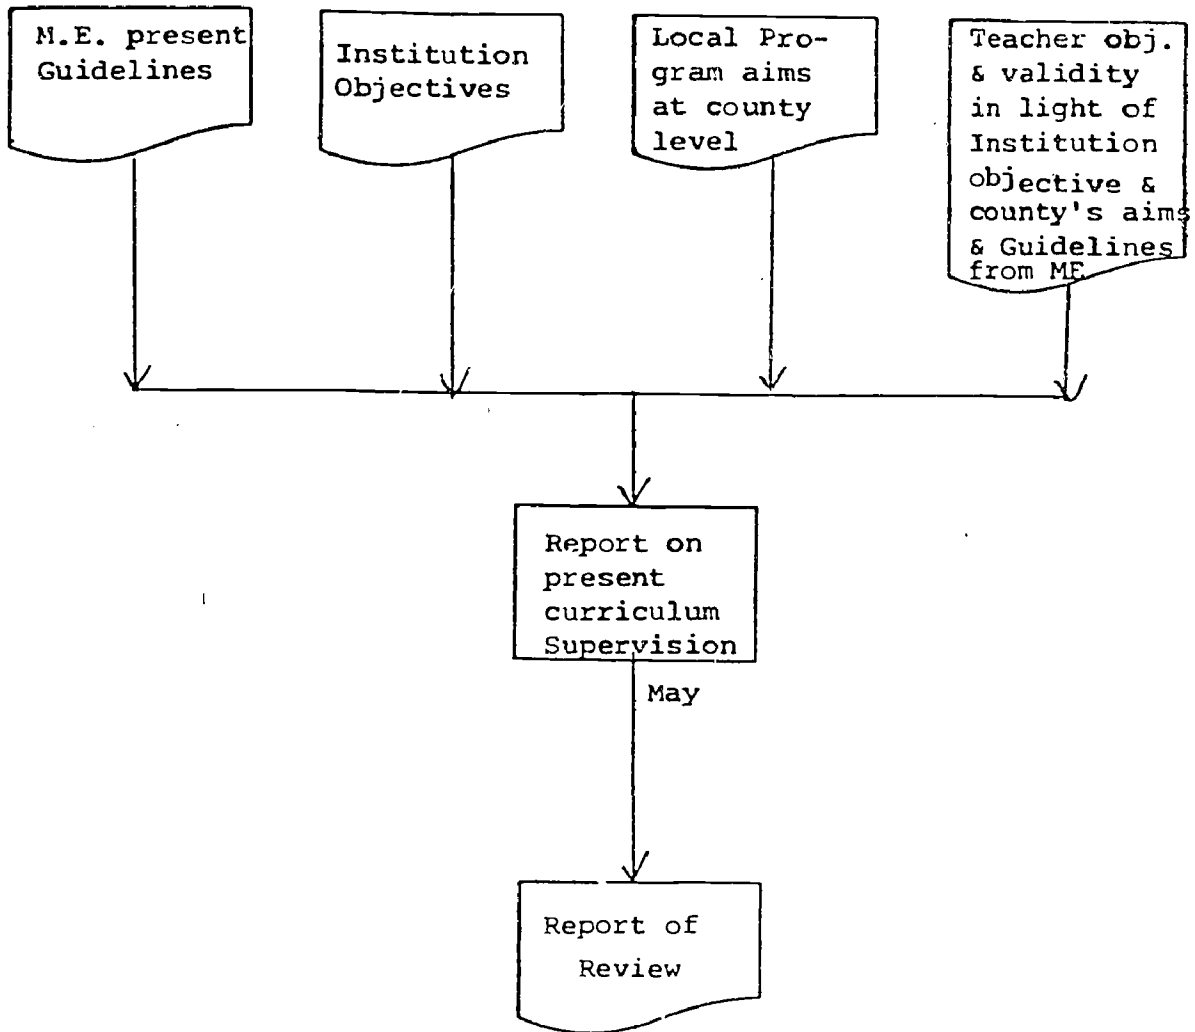 M.E. present
Guidelines
Institution
Objectives
Local Pro-
gram aims
at county
level
Teacher obj.
& validity
in light of
Institution
objective &
county's aims
& Guidelines
from ME
Report on
present
curriculum
Supervision
May
Report of
Review